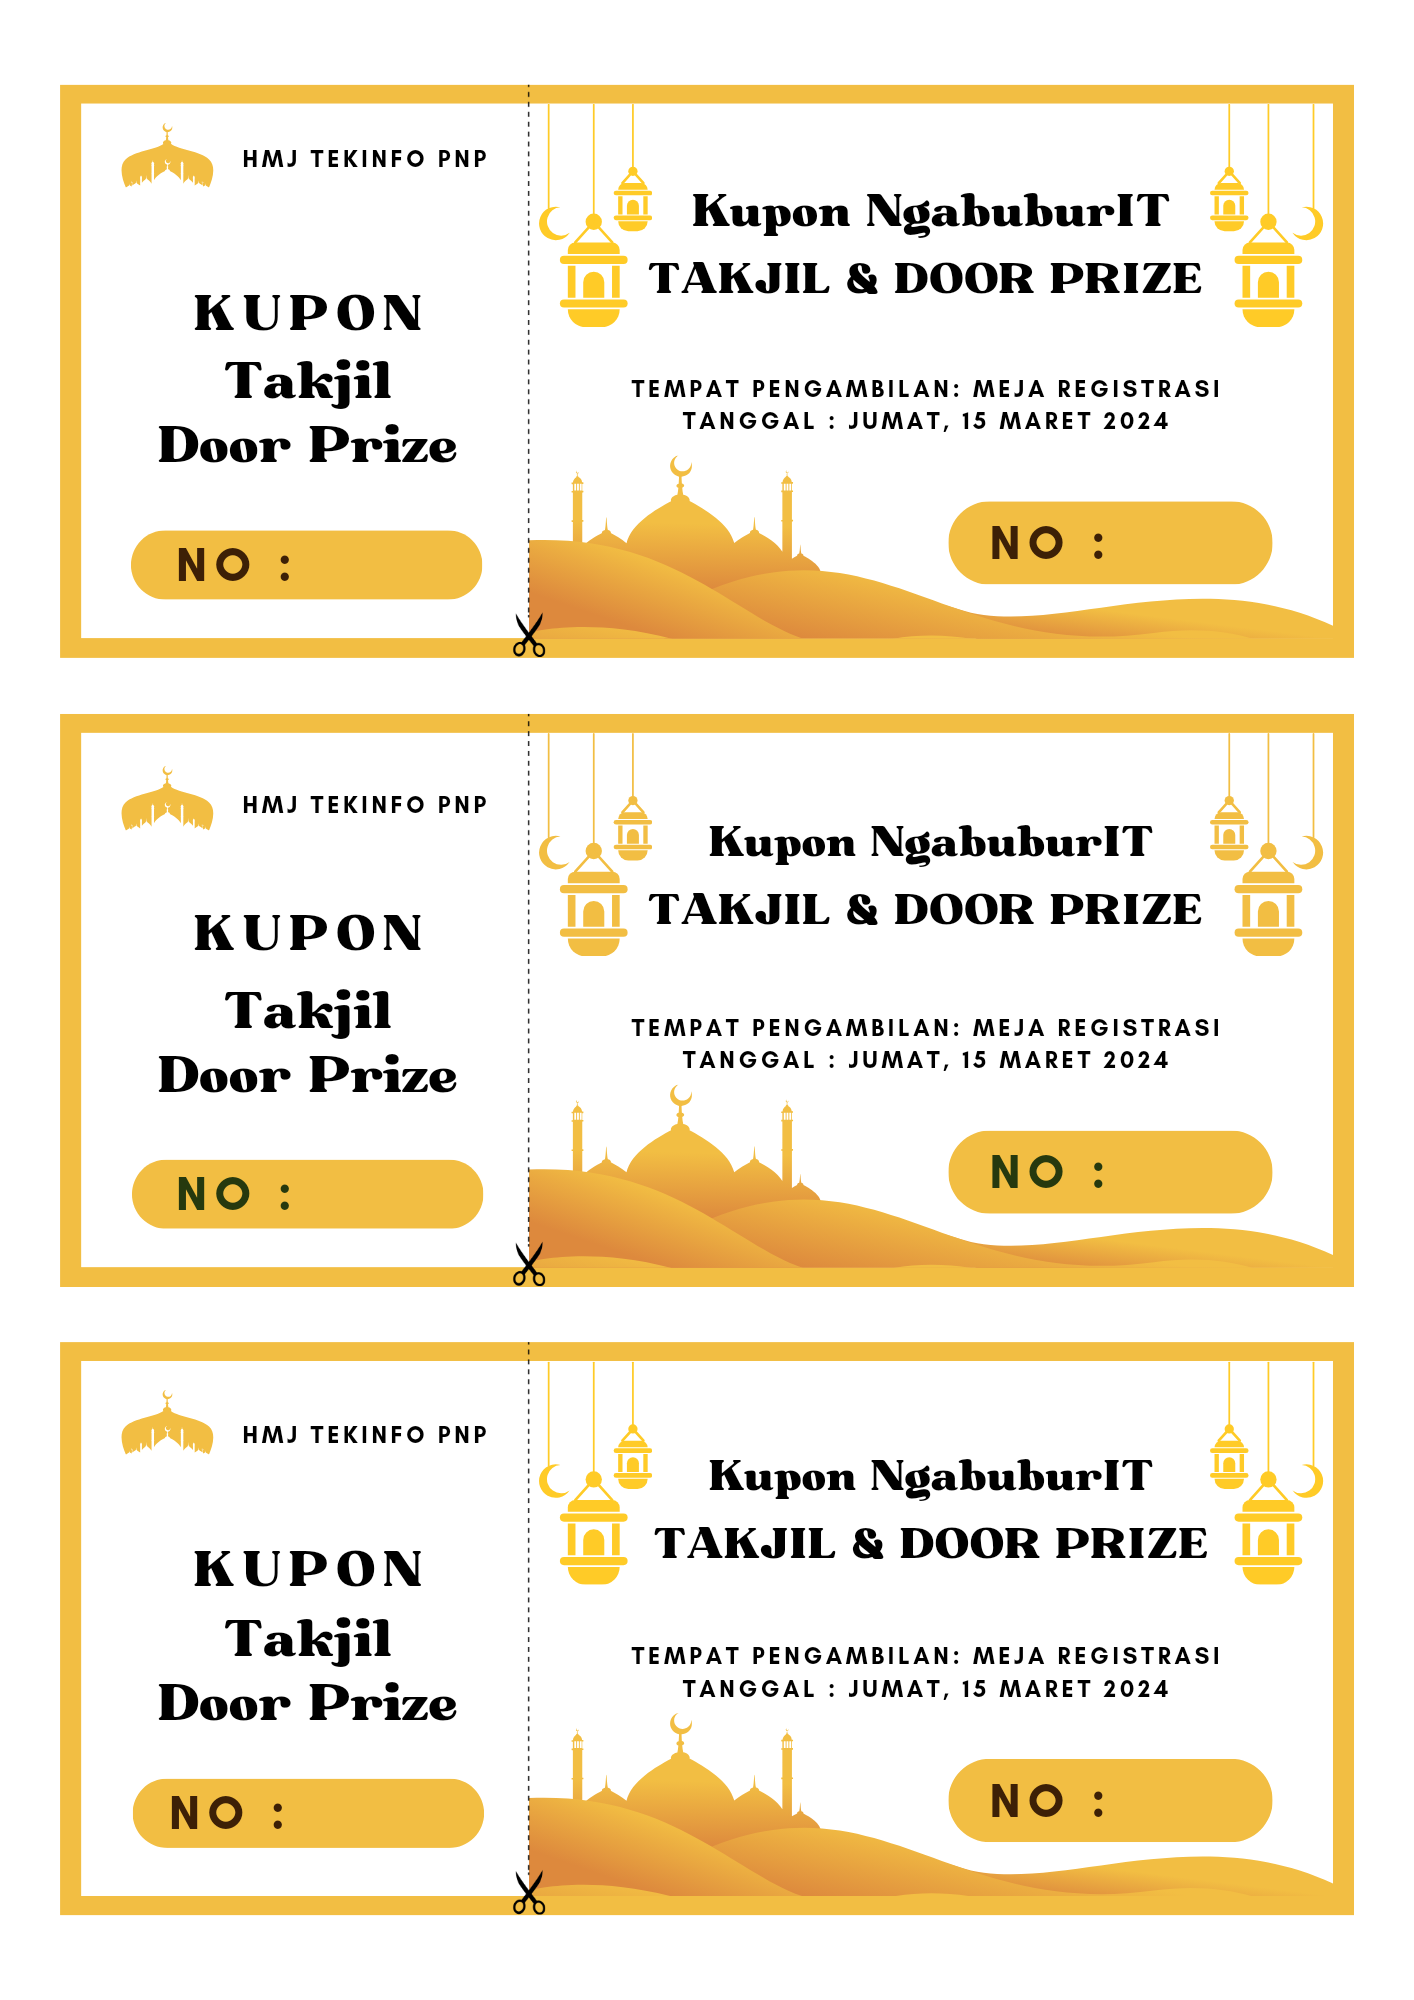 HMJ TEKINFO PNP
KUPON
Takjil
Door Prize
NO :
Kupon NgabuburIT
TAKJIL & DOOR PRIZE
TEMPAT PENGAMBILAN: MEJA REGISTRASI
TANGGAL : JUMAT, 15 MARET 2024
NO :
HMJ TEKINFO PNP
KUPON
Takjil
Door Prize
NO :
Kupon NgabuburIT
TAKJIL & DOOR PRIZE
TEMPAT PENGAMBILAN: MEJA REGISTRASI
TANGGAL : JUMAT, 15 MARET 2024
NO :
HMJ TEKINFO PNP
KUPON
Takjil
Door Prize
NO :
Kupon NgabuburIT
TAKJIL & DOOR PRIZE
TEMPAT PENGAMBILAN: MEJA REGISTRASI
TANGGAL : JUMAT, 15 MARET 2024
NO :